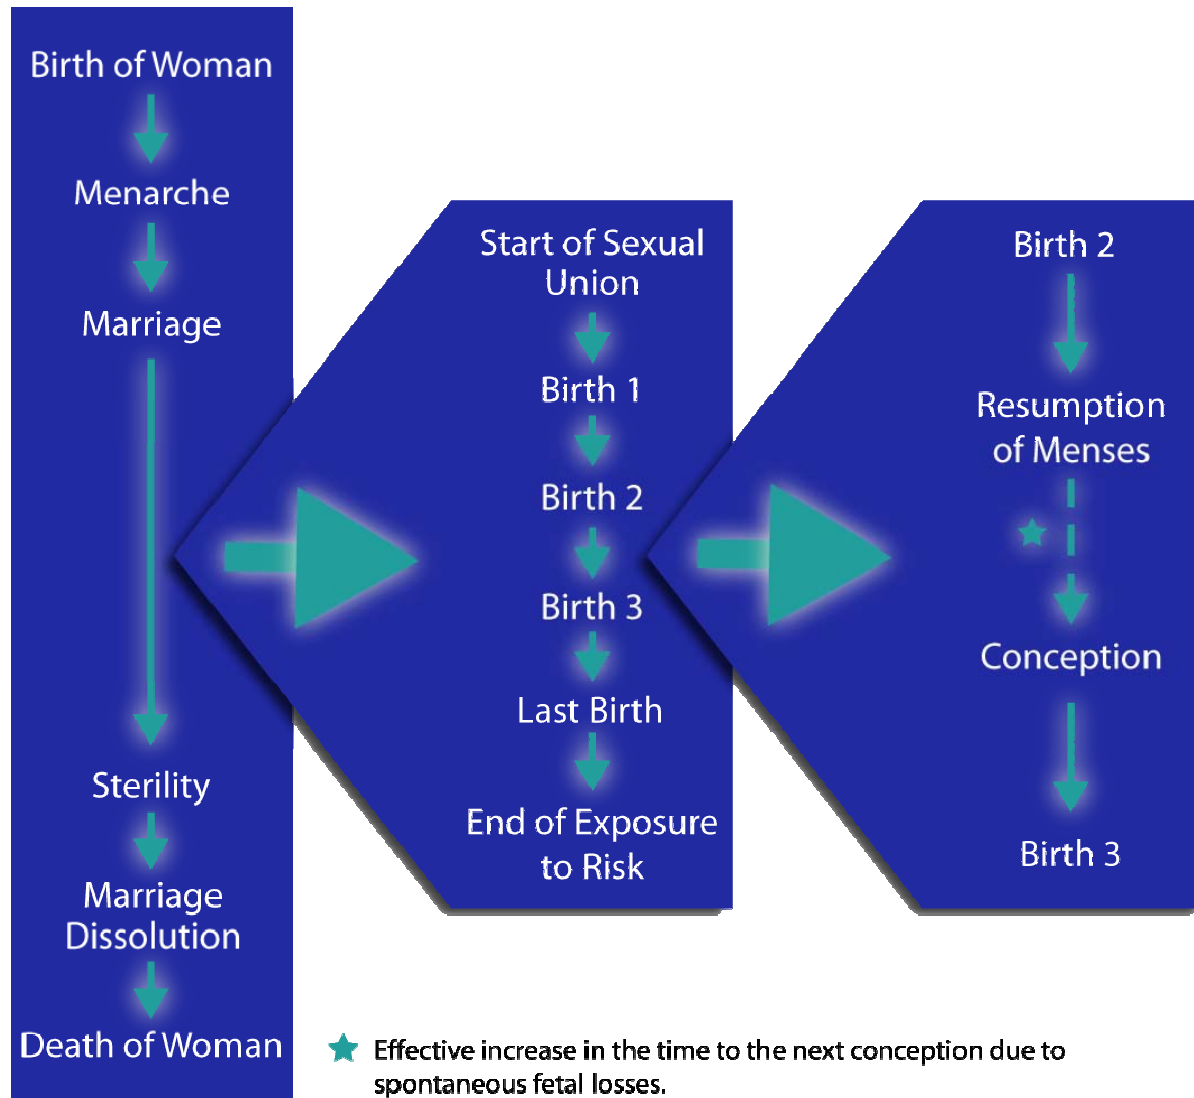 Birth of Woman
Menarche
Marriage
Sterility
Marriage
Dissolution
Death of Woman
Start of Sexual
Union
Birth 1
Birth 2
Birth 3
Last Birth
End of Exposure
to Risk
Birth 2
Resumption
of Menses
Conception
Birth 3
Effective increase in the time to the next conception due to
spontaneous fetal losses.